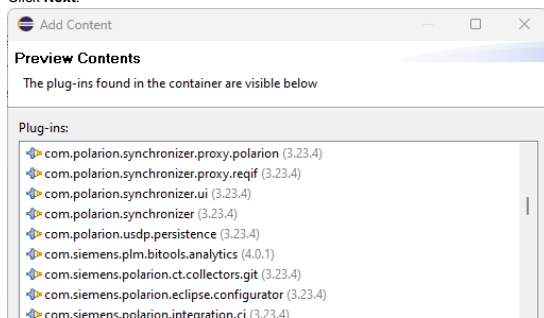 Click Next.
Add Content
Preview Contents
The plug-ins found in the container are visible below
Plug-ins:
com.polarion.synchronizer.proxy.polarion (3.23.4)
com.polarion.synchronizer.proxy.reqif (3.23.4)
com.polarion.synchronizer.ui (3.23.4)
com.polarion.synchronizer (3.23.4)
com.polarion.usdp.persistence (3.23.4)
com.siemens.plm.bitools.analytics (4.0.1)
com.siemens.polarion.ct.collectors.git (3.23.4)
com.siemens.polarion.eclipse.configurator (3.23.4)
com.siemens.polarion.integration.ci (3.23.4)